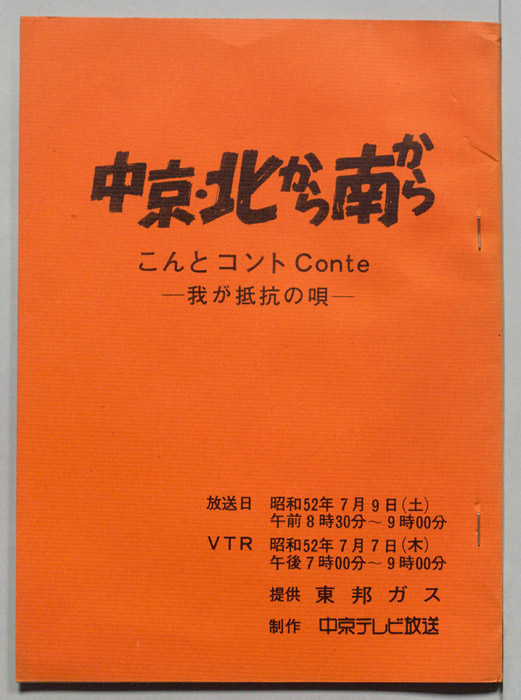 中京・北から南から
こんとコントConte
―我が抵抗の唄―
放送日 昭和52年7月9日(土)
午前8時30分～9時00分
VTR 昭和52年7月7日(木)
午後7時00分～9時00分
提供 東邦ガス
制作 中京テレビ放送